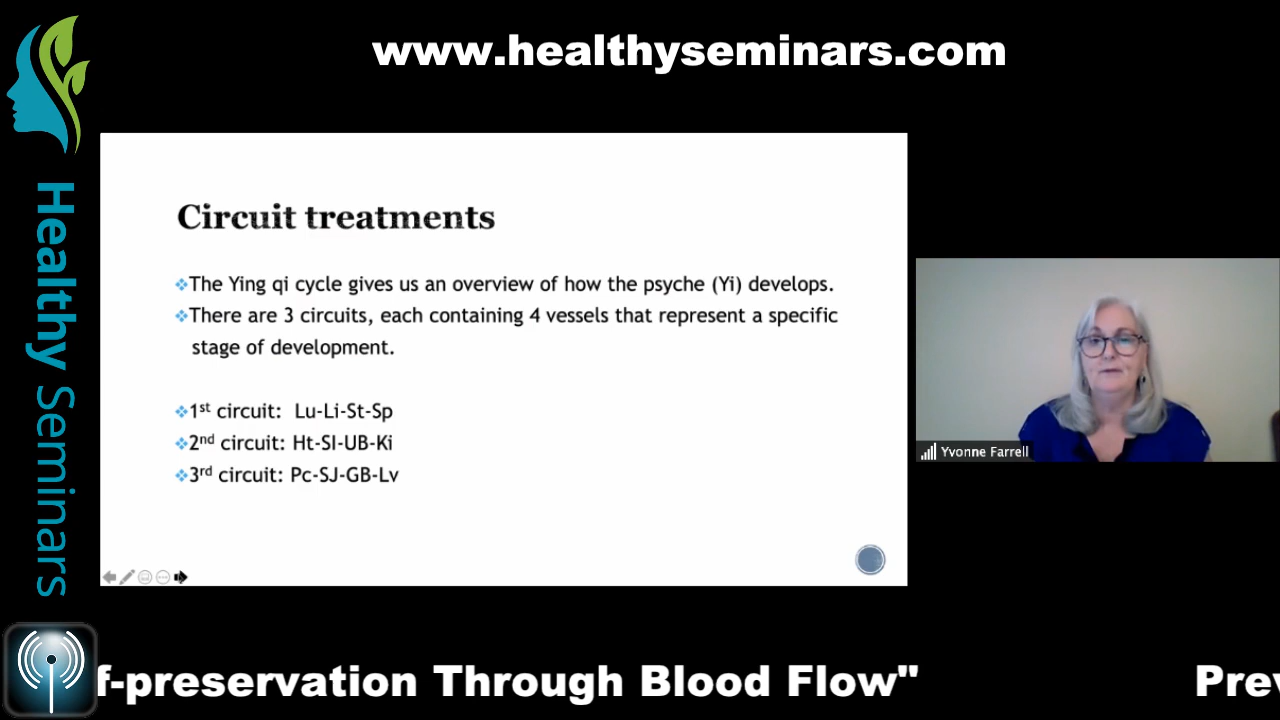 www.healthyseminars.com
Healthy Seminars
Circuit treatments
The Ying qi cycle gives us an overview of how the psyche (Yi) develops.
There are 3 circuits, each containing 4 vessels that represent a specific
stage of development.
1st circuit: Lu-Li-St-Sp
2nd circuit: Ht-SI-UB-Ki
3rd circuit: Pc-SJ-GB-Lv
Yvonne Farrell
f-preservation Through Blood Flow" Prev